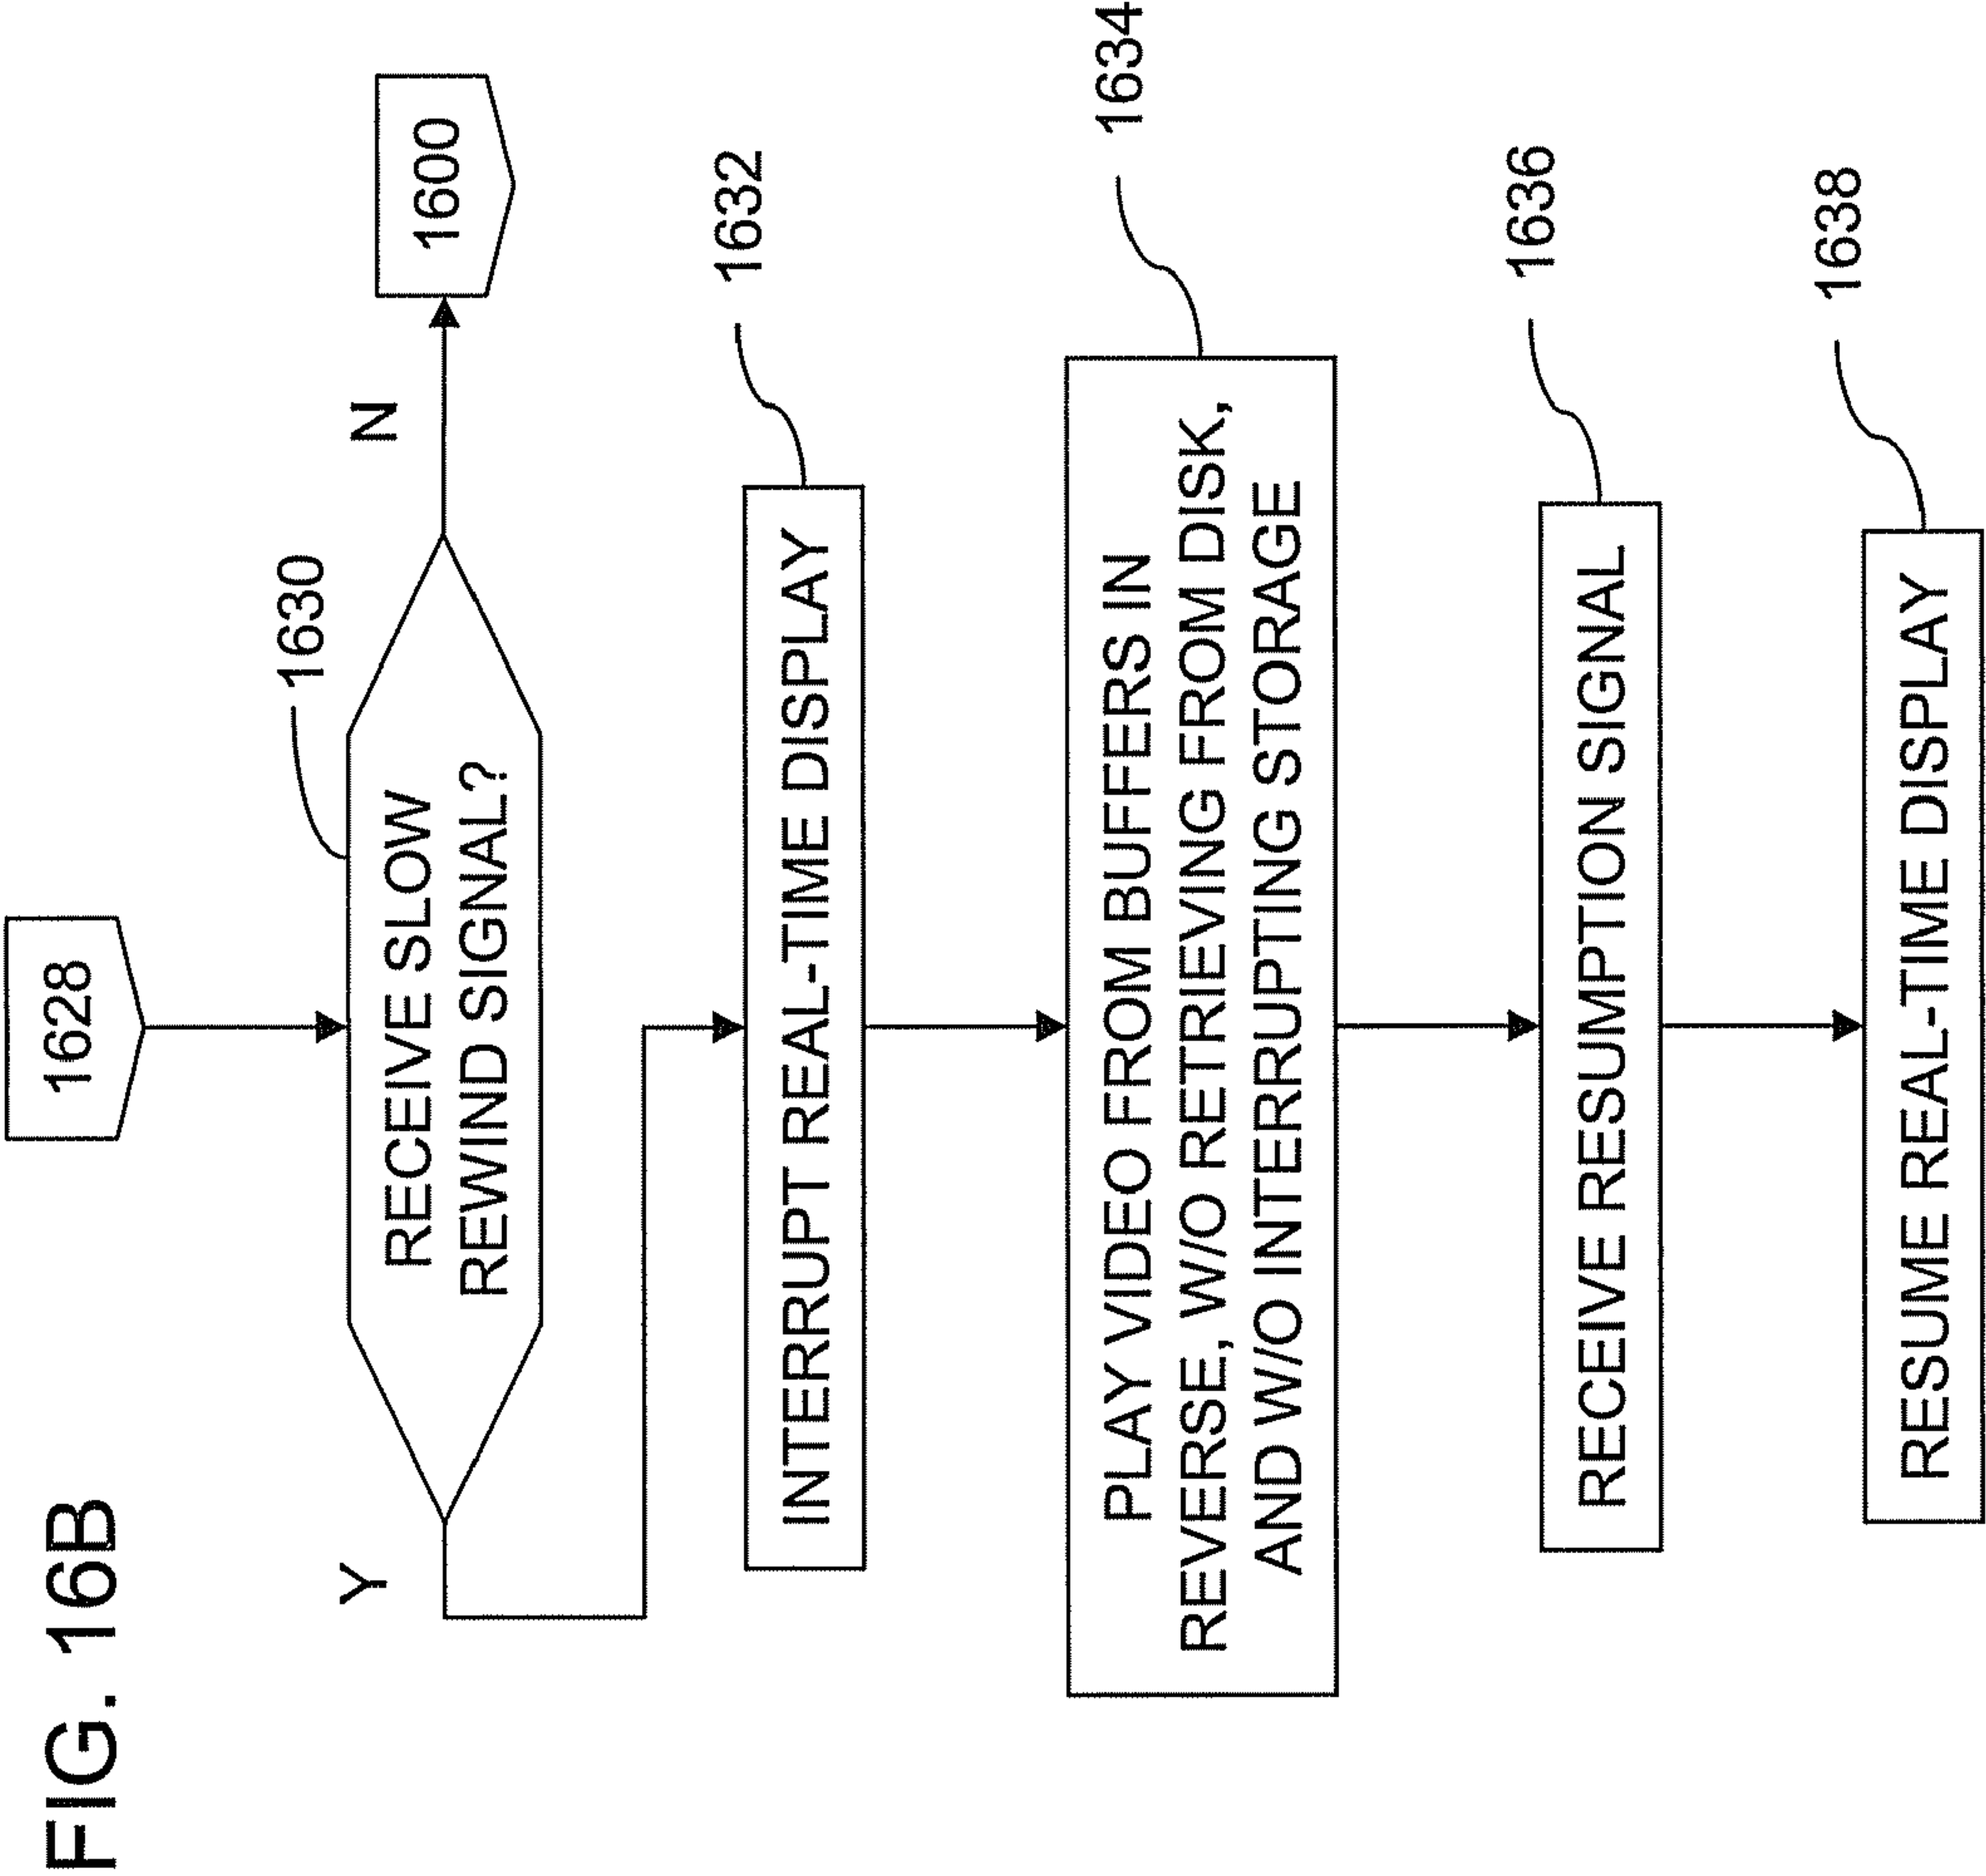 FIG. 16B
1628
1630
RECEIVE SLOW
REWIND SIGNAL?
Y
N
1600
1632
INTERRUPT REAL-TIME DISPLAY
1634
PLAY VIDEO FROM BUFFERS IN
REVERSE, W/O RETRIEVING FROM DISK,
AND W/O INTERRUPTING STORAGE
1636
RECEIVE RESUMPTION SIGNAL
1638
RESUME REAL-TIME DISPLAY